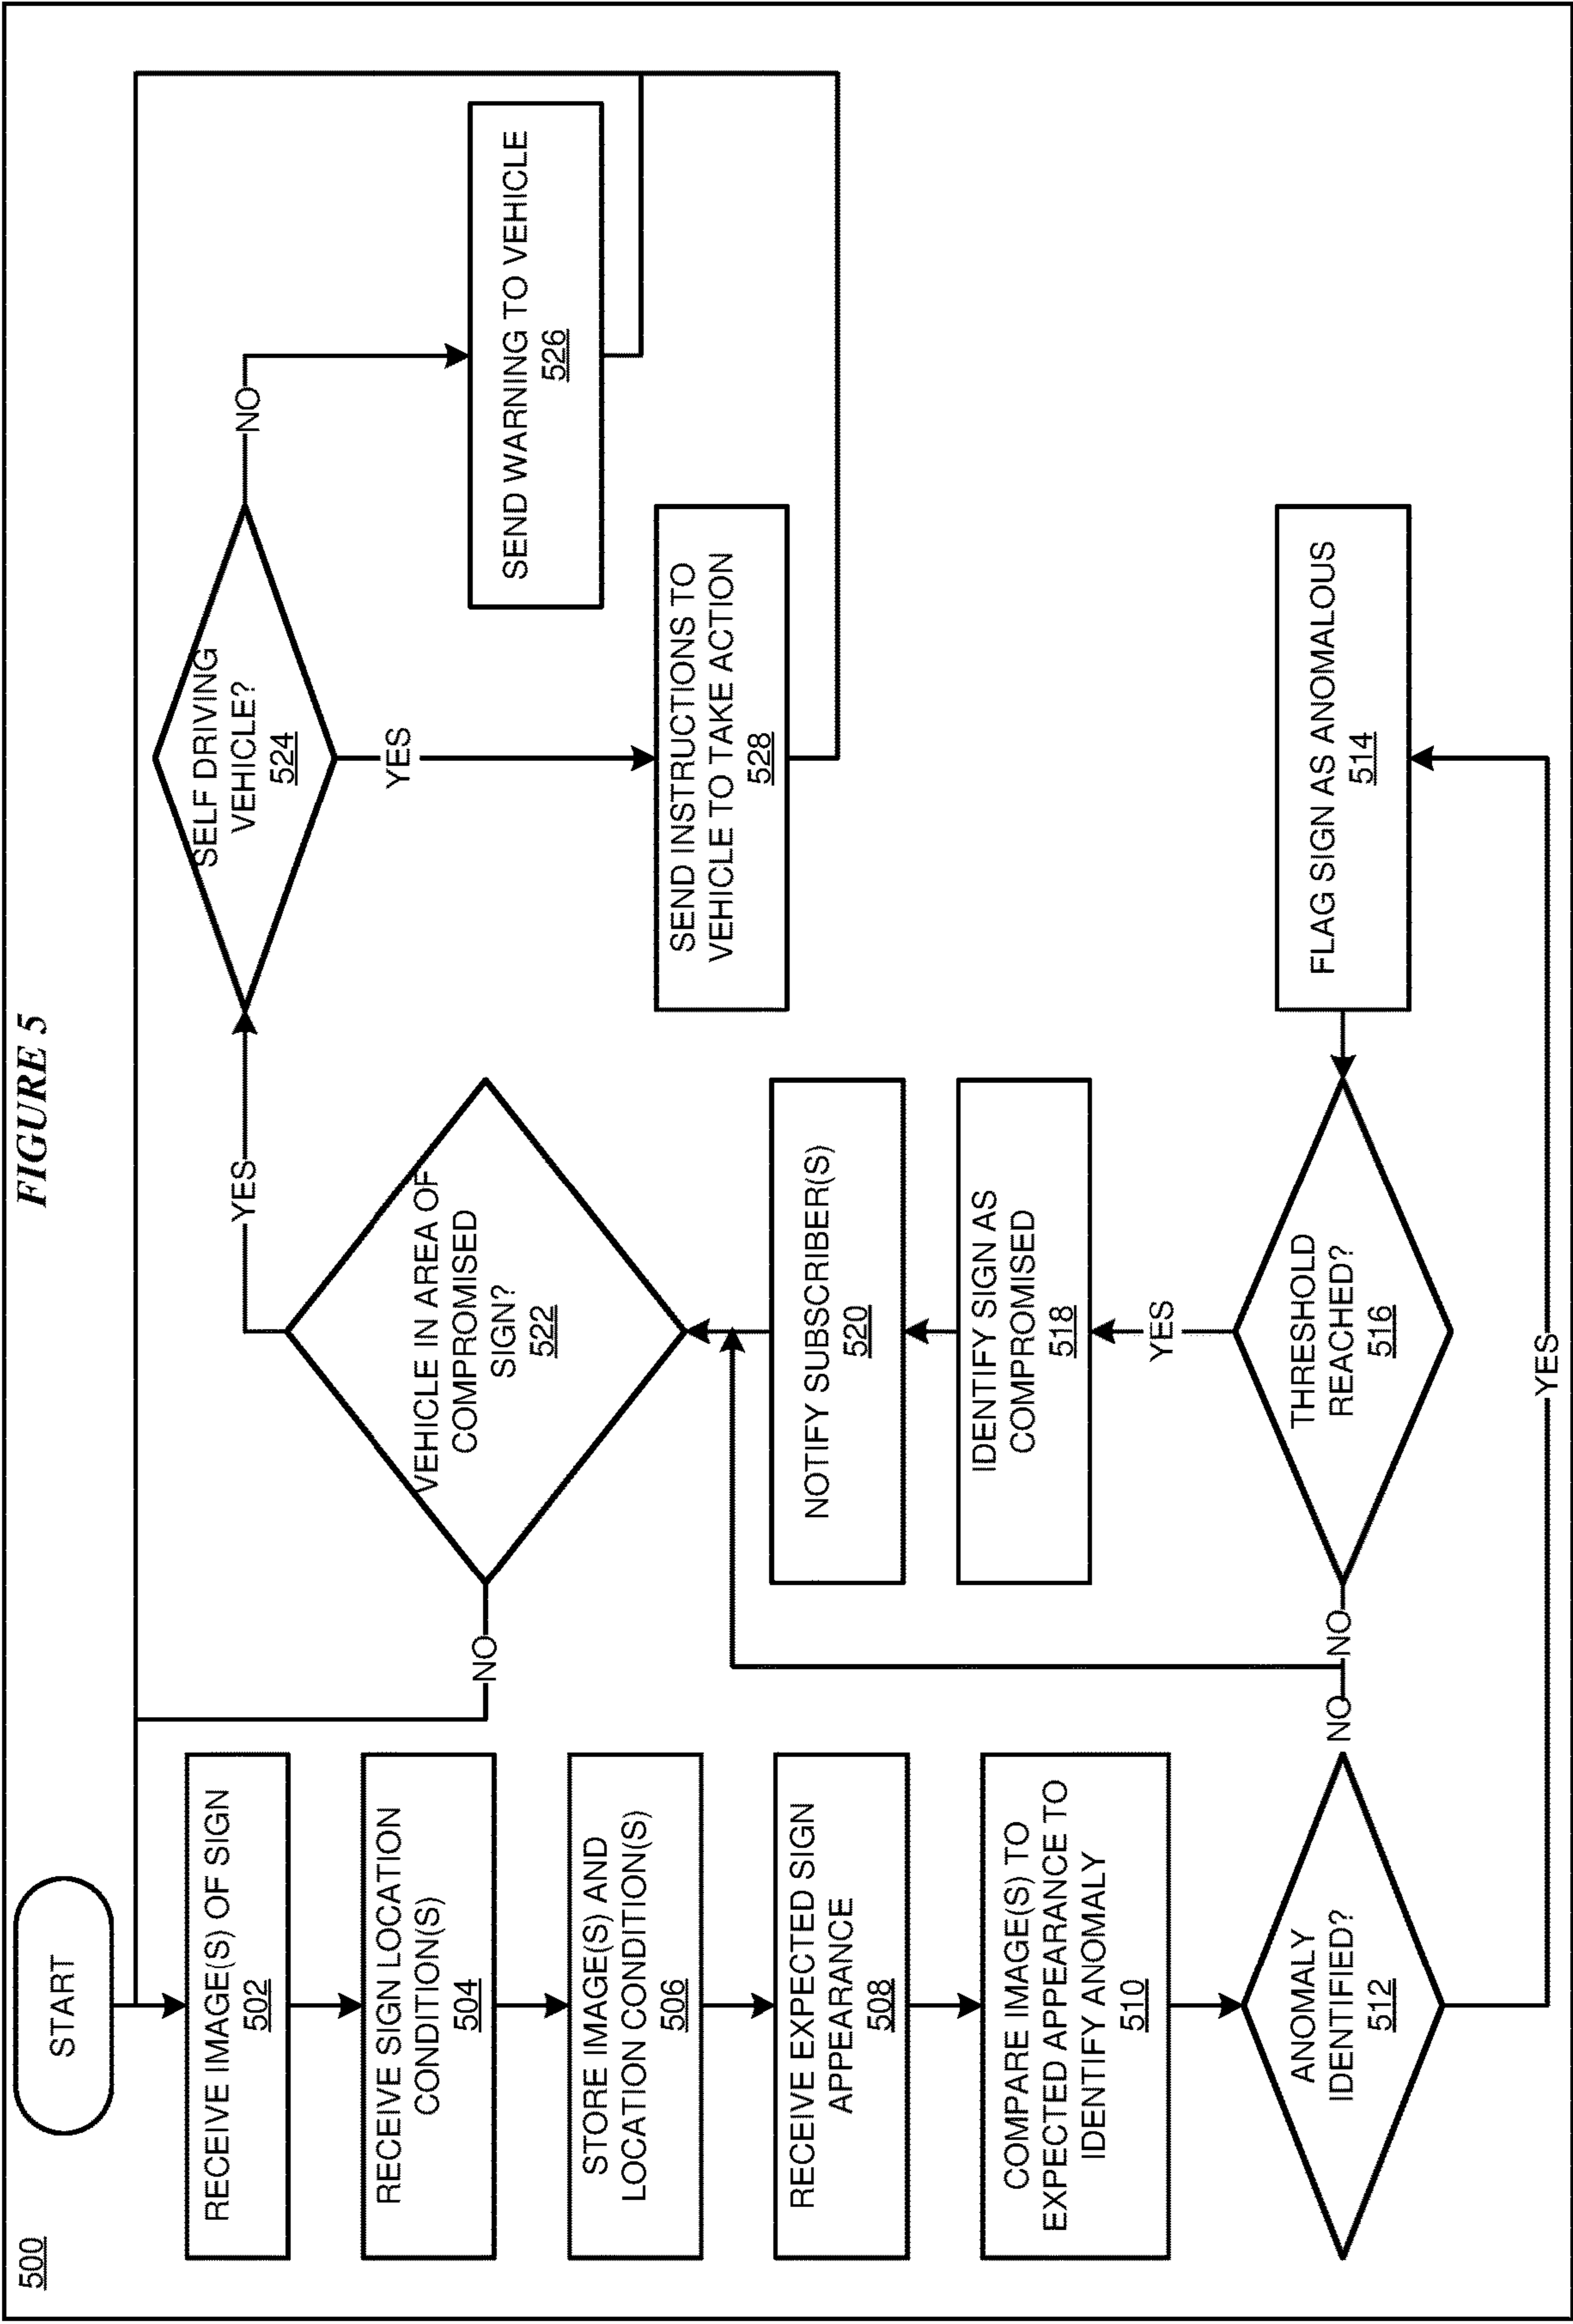 FIGURE 5
500
START
RECEIVE IMAGE(S) OF SIGN
502
RECEIVE SIGN LOCATION
CONDITION(S)
504
STORE IMAGE(S) AND
LOCATION CONDITION(S)
506
RECEIVE EXPECTED SIGN
APPEARANCE
508
COMPARE IMAGE(S) TO
EXPECTED APPEARANCE TO
IDENTIFY ANOMALY
510
ANOMALY
IDENTIFIED?
512
NO
YES
FLAG SIGN AS ANOMALOUS
514
THRESHOLD
REACHED?
516
NO
YES
IDENTIFY SIGN AS
COMPROMISED
518
NOTIFY SUBSCRIBER(S)
520
VEHICLE IN AREA OF
COMPROMISED
SIGN?
522
NO
YES
SELF DRIVING
VEHICLE?
524
NO
YES
SEND WARNING TO VEHICLE
526
SEND INSTRUCTIONS TO
VEHICLE TO TAKE ACTION
528